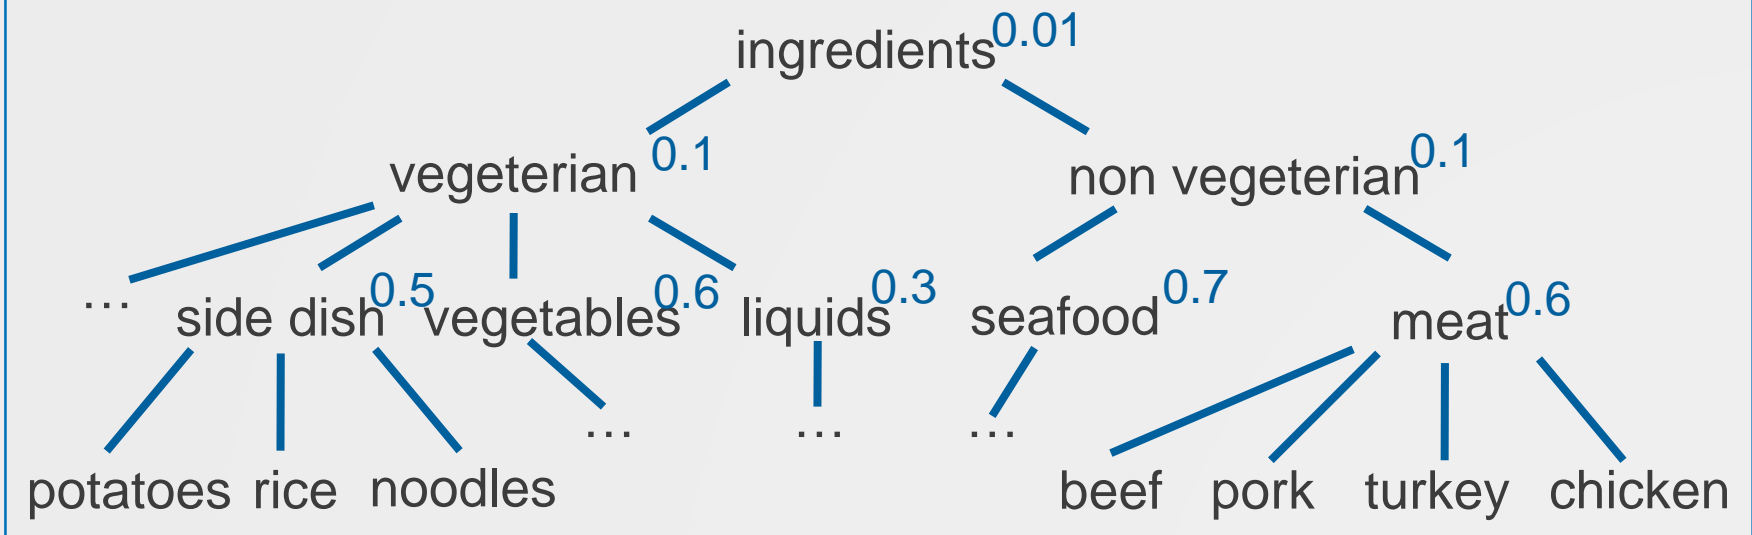 ingredients 0.01
vegeterian 0.1 non vegeterian 0.1
… side dish 0.5 vegetables 0.6 liquids 0.3 seafood 0.7 meat 0.6
… … …
potatoes rice noodles beef pork turkey chicken